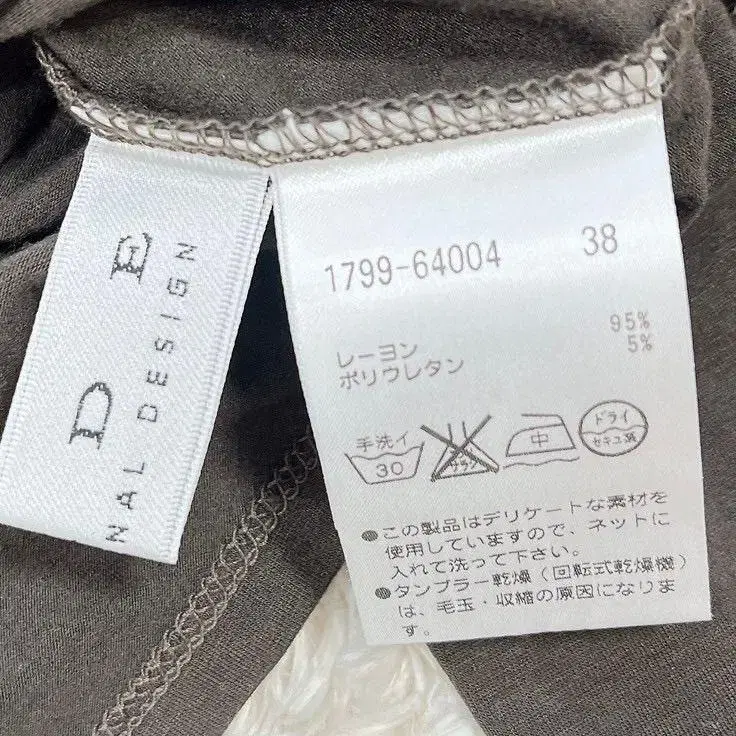 D E
NAL DESIGN
1799-64004 38
レーヨン 95%
ポリウレタン 5%
手洗イ
30
サラシ
中
ドライ
セキユ系
●この製品はデリケートな素材を
使用していますので、ネットに
入れて洗って下さい。
●タンブラー乾燥(回転式乾燥機)
は、毛玉・収縮の原因になりま
す。